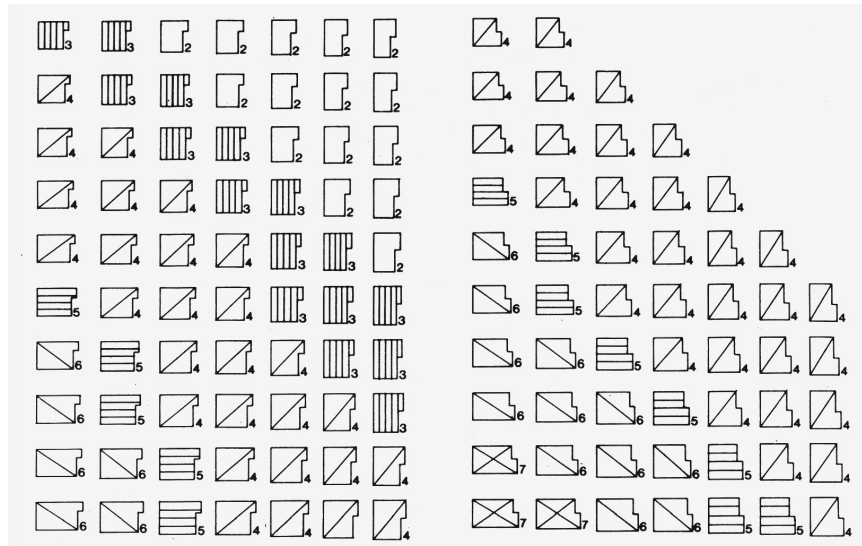 3 3 2 2 2 2 2 4 4
4 3 3 2 2 2 2 4 4 4
4 4 3 3 2 2 2 4 4 4 4
4 4 4 3 3 2 2 5 4 4 4 4
4 4 4 4 3 3 2 6 5 4 4 4 4
5 4 4 4 3 3 3 6 5 4 4 4 4 4
6 5 4 4 4 3 3 6 6 5 4 4 4 4
6 5 4 4 4 4 3 6 6 6 5 4 4 4
6 6 5 4 4 4 4 7 6 6 6 5 4 4
6 6 5 4 4 4 4 7 7 6 6 5 5 4